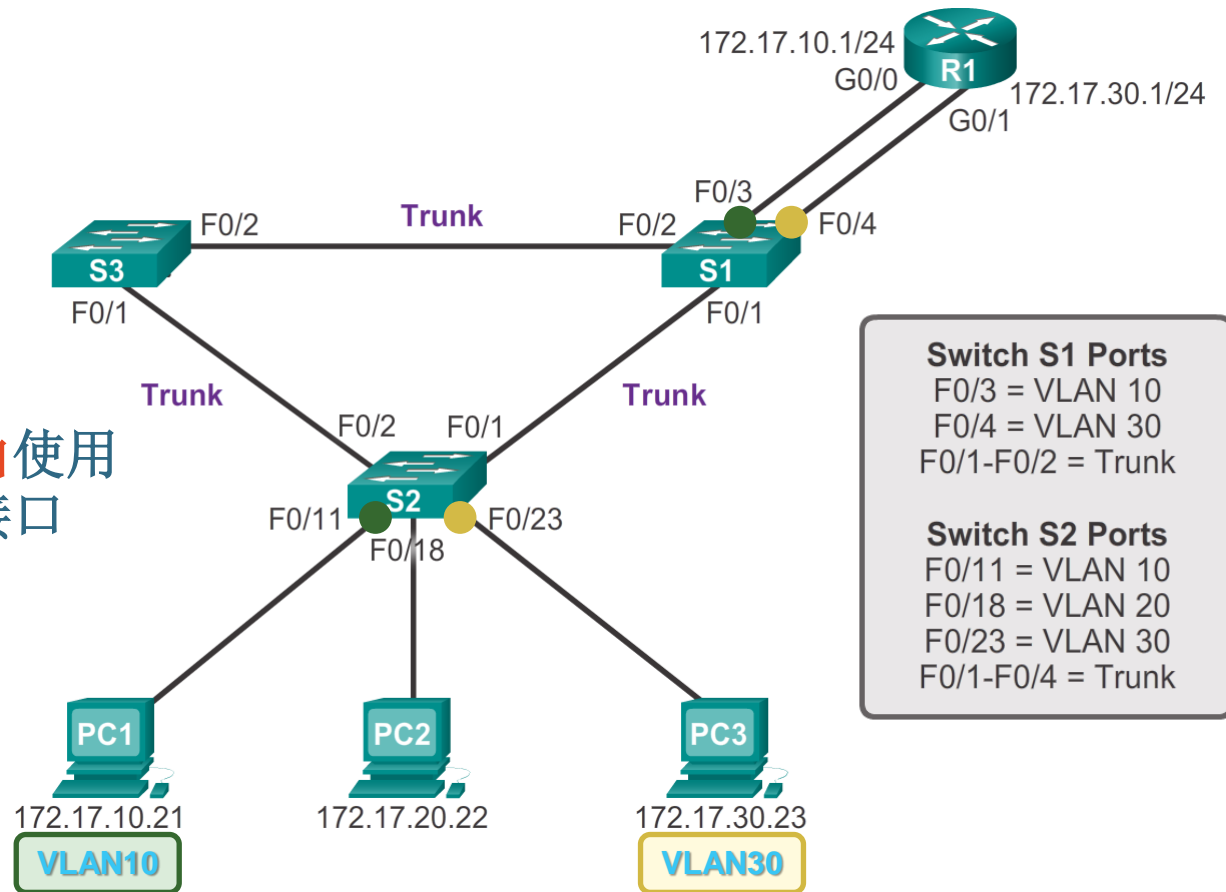 172.17.10.1/24
G0/0
R1
172.17.30.1/24
G0/1
F0/3
F0/4
F0/2
Trunk
F0/2
S3
S1
F0/1
F0/1
Trunk
Trunk
使用
接口
F0/2
F0/1
S2
F0/11
F0/18
F0/23
PC1
PC2
PC3
172.17.10.21
172.17.20.22
172.17.30.23
VLAN10
VLAN30
Switch S1 Ports
F0/3 = VLAN 10
F0/4 = VLAN 30
F0/1-F0/2 = Trunk
Switch S2 Ports
F0/11 = VLAN 10
F0/18 = VLAN 20
F0/23 = VLAN 30
F0/1-F0/4 = Trunk